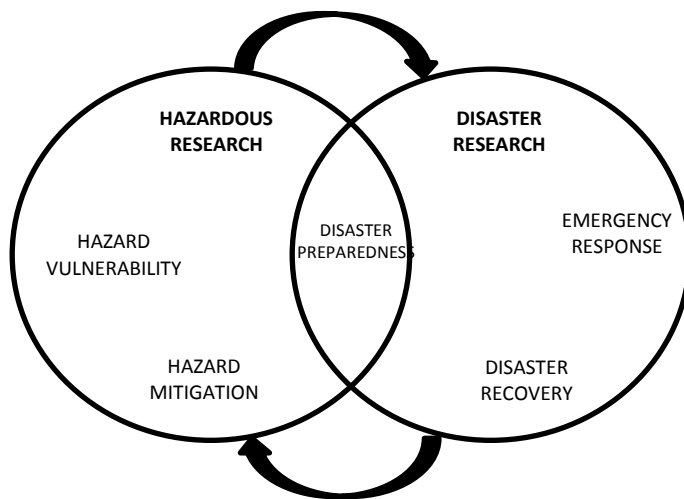 HAZARDOUS
RESEARCH
DISASTER
RESEARCH
HAZARD
VULNERABILITY
DISASTER
PREPAREDNESS
EMERGENCY
RESPONSE
HAZARD
MITIGATION
DISASTER
RECOVERY